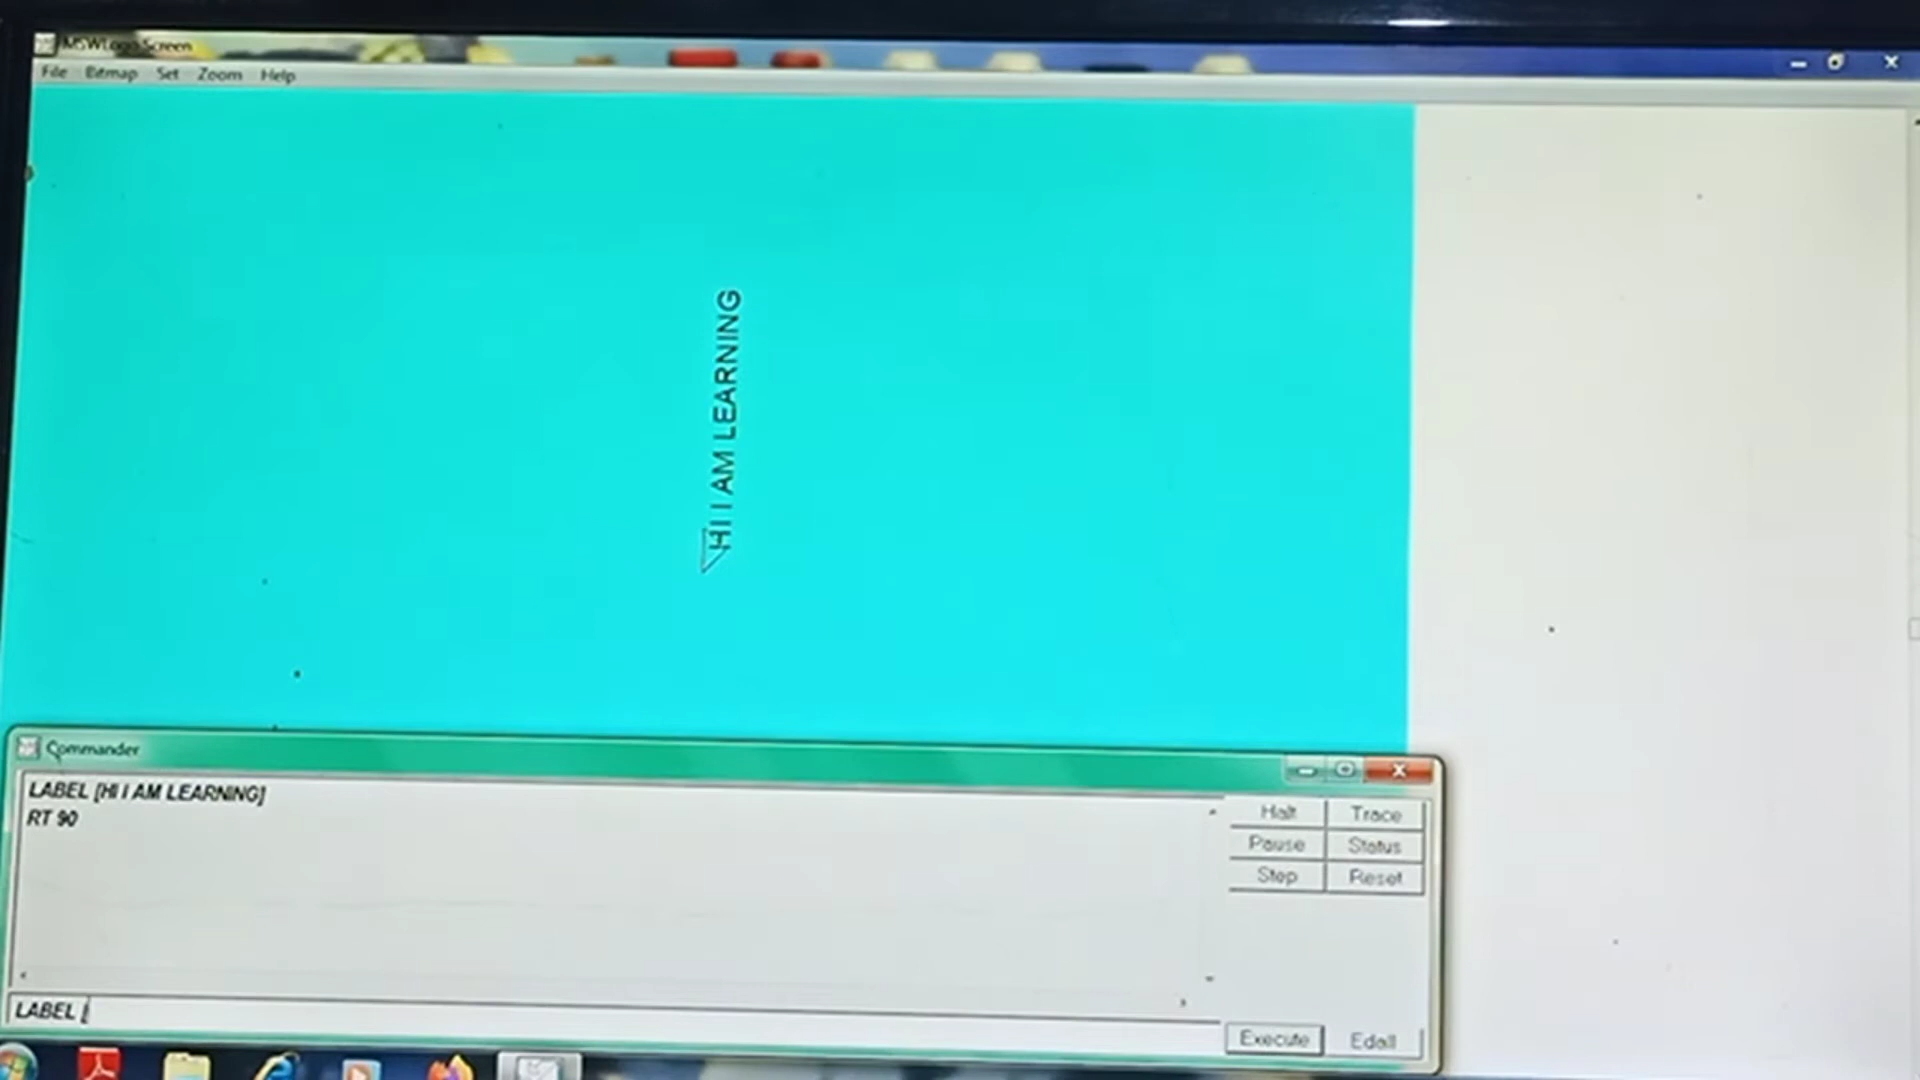 MSWLogo Screen
File Bitmap Set Zoom Help
HI I AM LEARNING
Commander
LABEL [HI I AM LEARNING]
RT 90
Halt Trace
Pause Status
Step Reset
LABEL [
Execute Edall